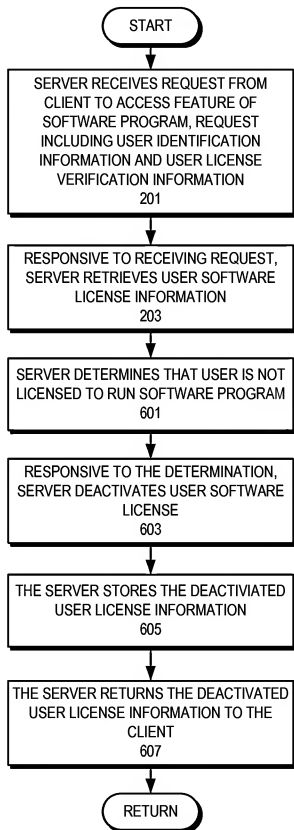 START
SERVER RECEIVES REQUEST FROM
CLIENT TO ACCESS FEATURE OF
SOFTWARE PROGRAM, REQUEST
INCLUDING USER IDENTIFICATION
INFORMATION AND USER LICENSE
VERIFICATION INFORMATION
201
RESPONSIVE TO RECEIVING REQUEST,
SERVER RETRIEVES USER SOFTWARE
LICENSE INFORMATION
203
SERVER DETERMINES THAT USER IS NOT
LICENSED TO RUN SOFTWARE PROGRAM
601
RESPONSIVE TO THE DETERMINATION,
SERVER DEACTIVATES USER SOFTWARE
LICENSE
603
THE SERVER STORES THE DEACTIVIATED
USER LICENSE INFORMATION
605
THE SERVER RETURNS THE DEACTIVATED
USER LICENSE INFORMATION TO THE
CLIENT
607
RETURN